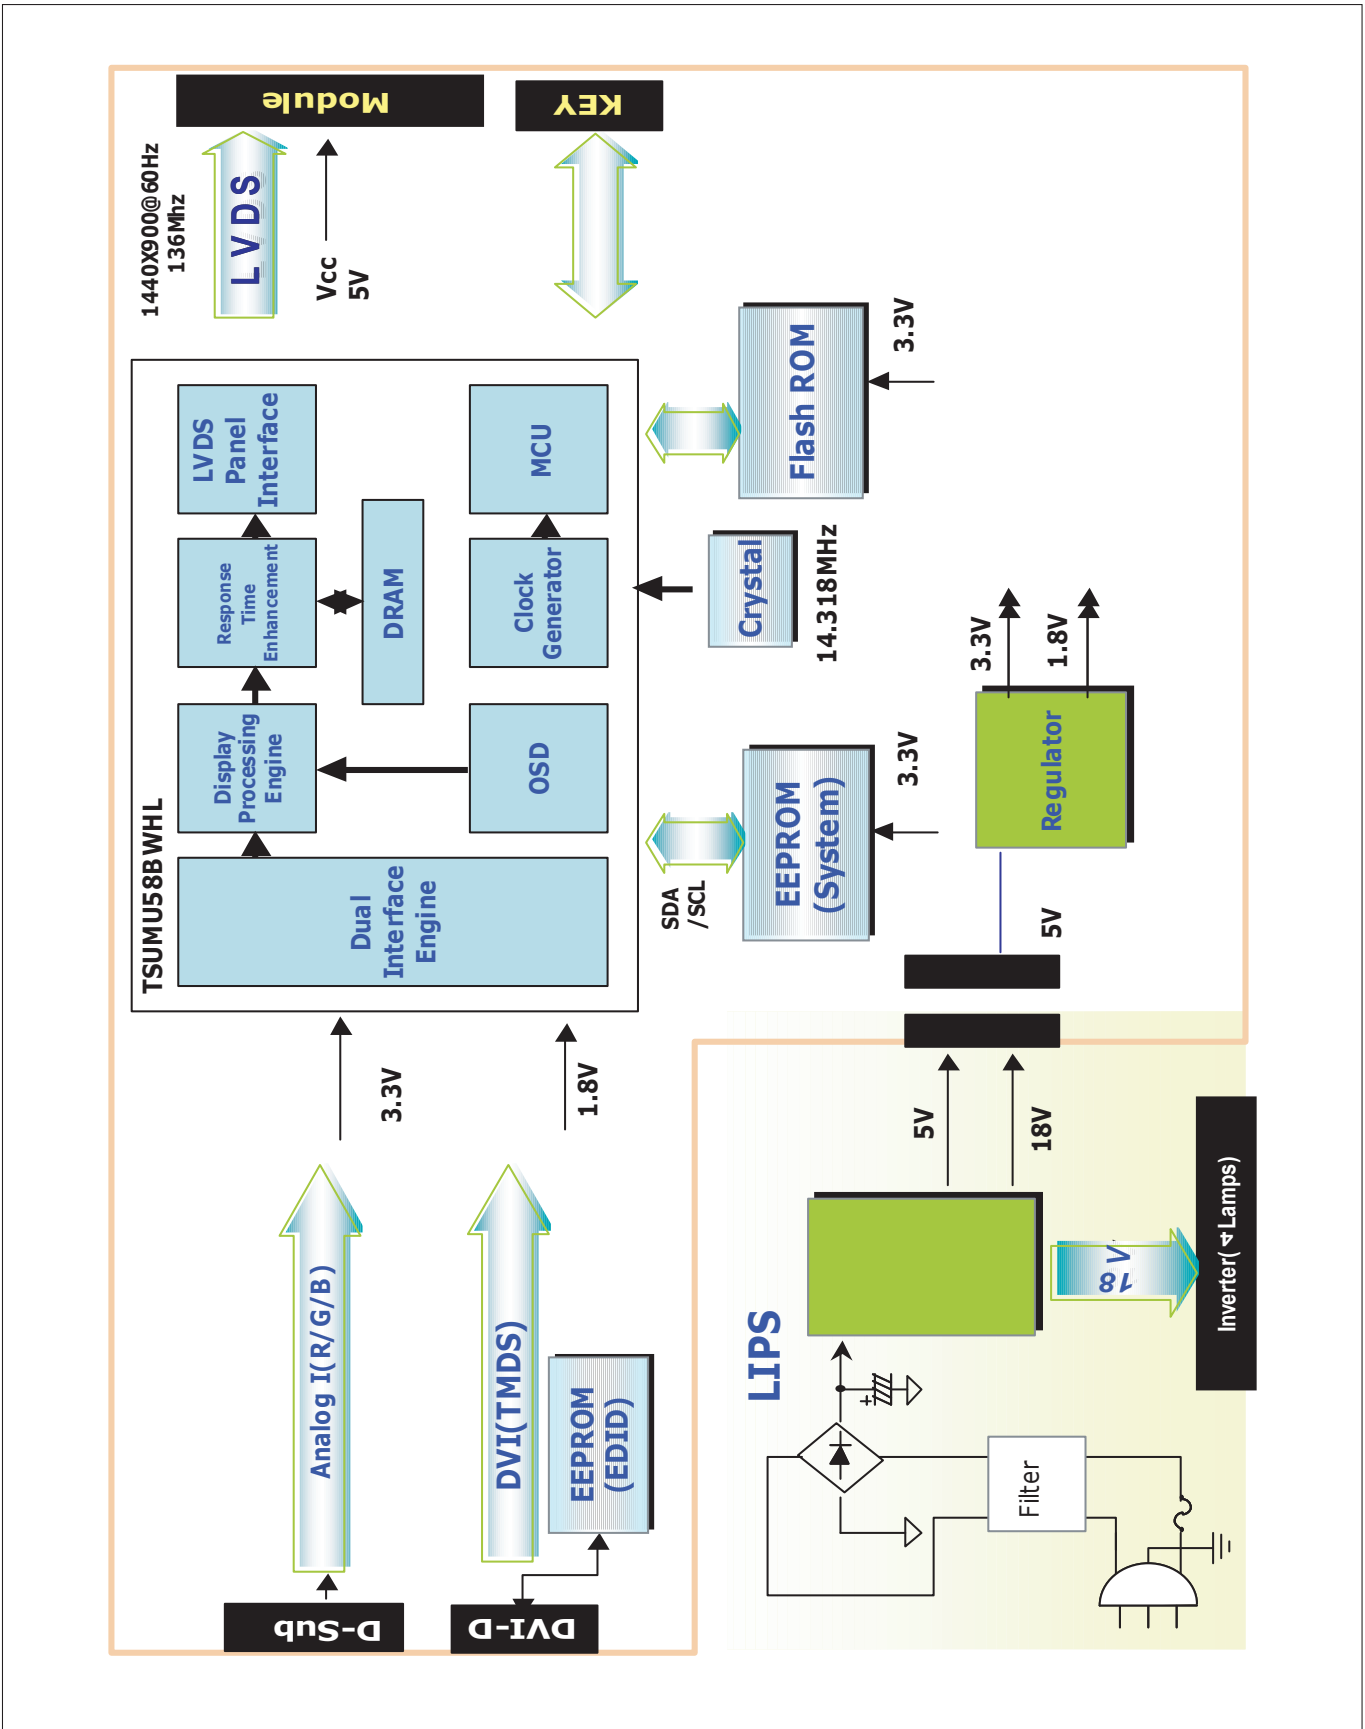 1440X900@60Hz
136Mhz
LVDS
Module
Vcc
5V
KEY
TSUMU58BWHL
Dual
Interface
Engine
Display
Processing
Engine
Response
Time
Enhancement
LVDS
Panel
Interface
DRAM
OSD
Clock
Generator
MCU
D-Sub
Analog I(R/G/B)
3.3V
DVI-D
DVI(TMDS)
1.8V
EEPROM
(EDID)
SDA
/SCL
EEPROM
(System)
3.3V
Crystal
14.318MHz
Flash ROM
3.3V
LIPS
Filter
5V
18V
18 V
Inverter( 4Lamps)
5V
Regulator
3.3V
1.8V